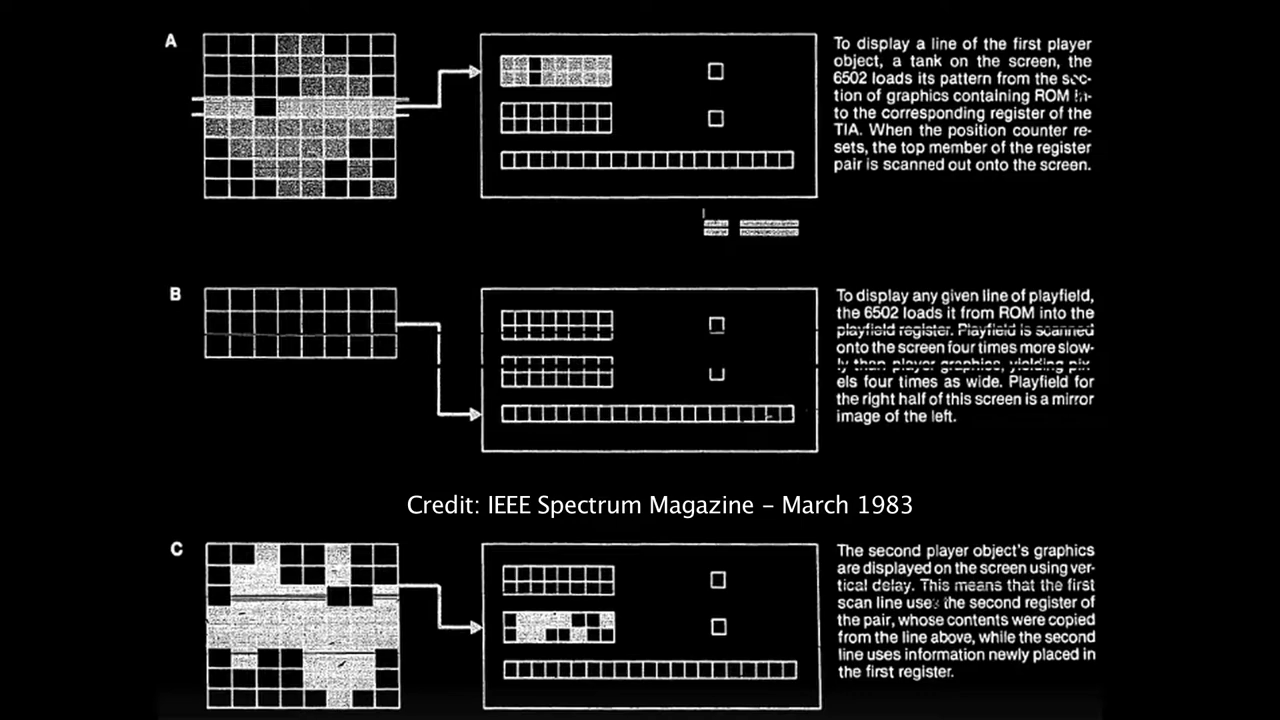 A
To display a line of the first player
object, a tank on the screen, the
6502 loads its pattern from the sec-
tion of graphics containing ROM in-
to the corresponding register of the
TIA. When the position counter re-
sets, the top member of the register
pair is scanned out onto the screen.
B
To display any given line of playfield,
the 6502 loads it from ROM into the
playfield register. Playfield is scanned
onto the screen four times more slow-
ly than player graphics, yielding pix-
els four times as wide. Playfield for
the right half of this screen is a mirror
image of the left.
Credit: IEEE Spectrum Magazine - March 1983
C
The second player object's graphics
are displayed on the screen using ver-
tical delay. This means that the first
scan line uses the second register of
the pair, whose contents were copied
from the line above, while the second
line uses information newly placed in
the first register.